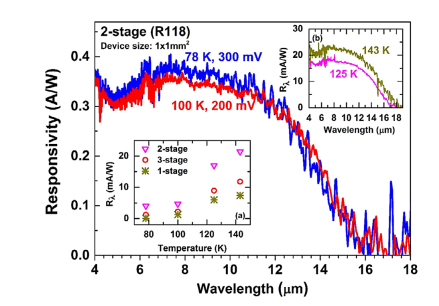 2-stage (R118)
Device size: 1x1mm²
78 K, 300 mV
100 K, 200 mV
Responsivity (A/W)
0.4
0.3
0.2
0.1
0.0
4 6 8 10 12 14 16 18
Wavelength (μm)
(b)
143 K
125 K
Rλ (mA/W)
30
20
10
0
4 6 8 10 12 14 16 18
Wavelength (μm)
2-stage
3-stage
1-stage
(a)
Rλ (mA/W)
20
10
0
80 100 120 140
Temperature (K)